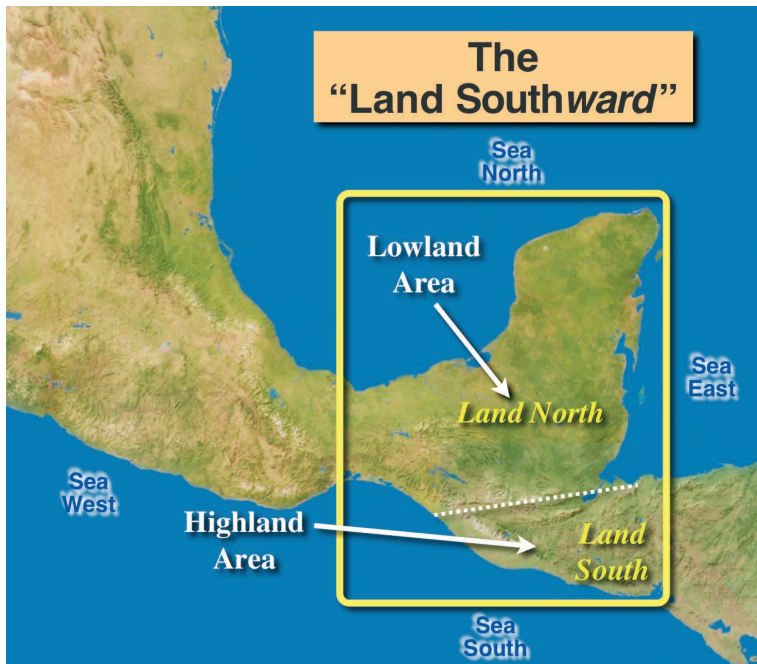 The
“Land Southward”
Sea
North
Lowland
Area
Sea
East
Land North
Sea
West
Highland
Area
Land
South
Sea
South